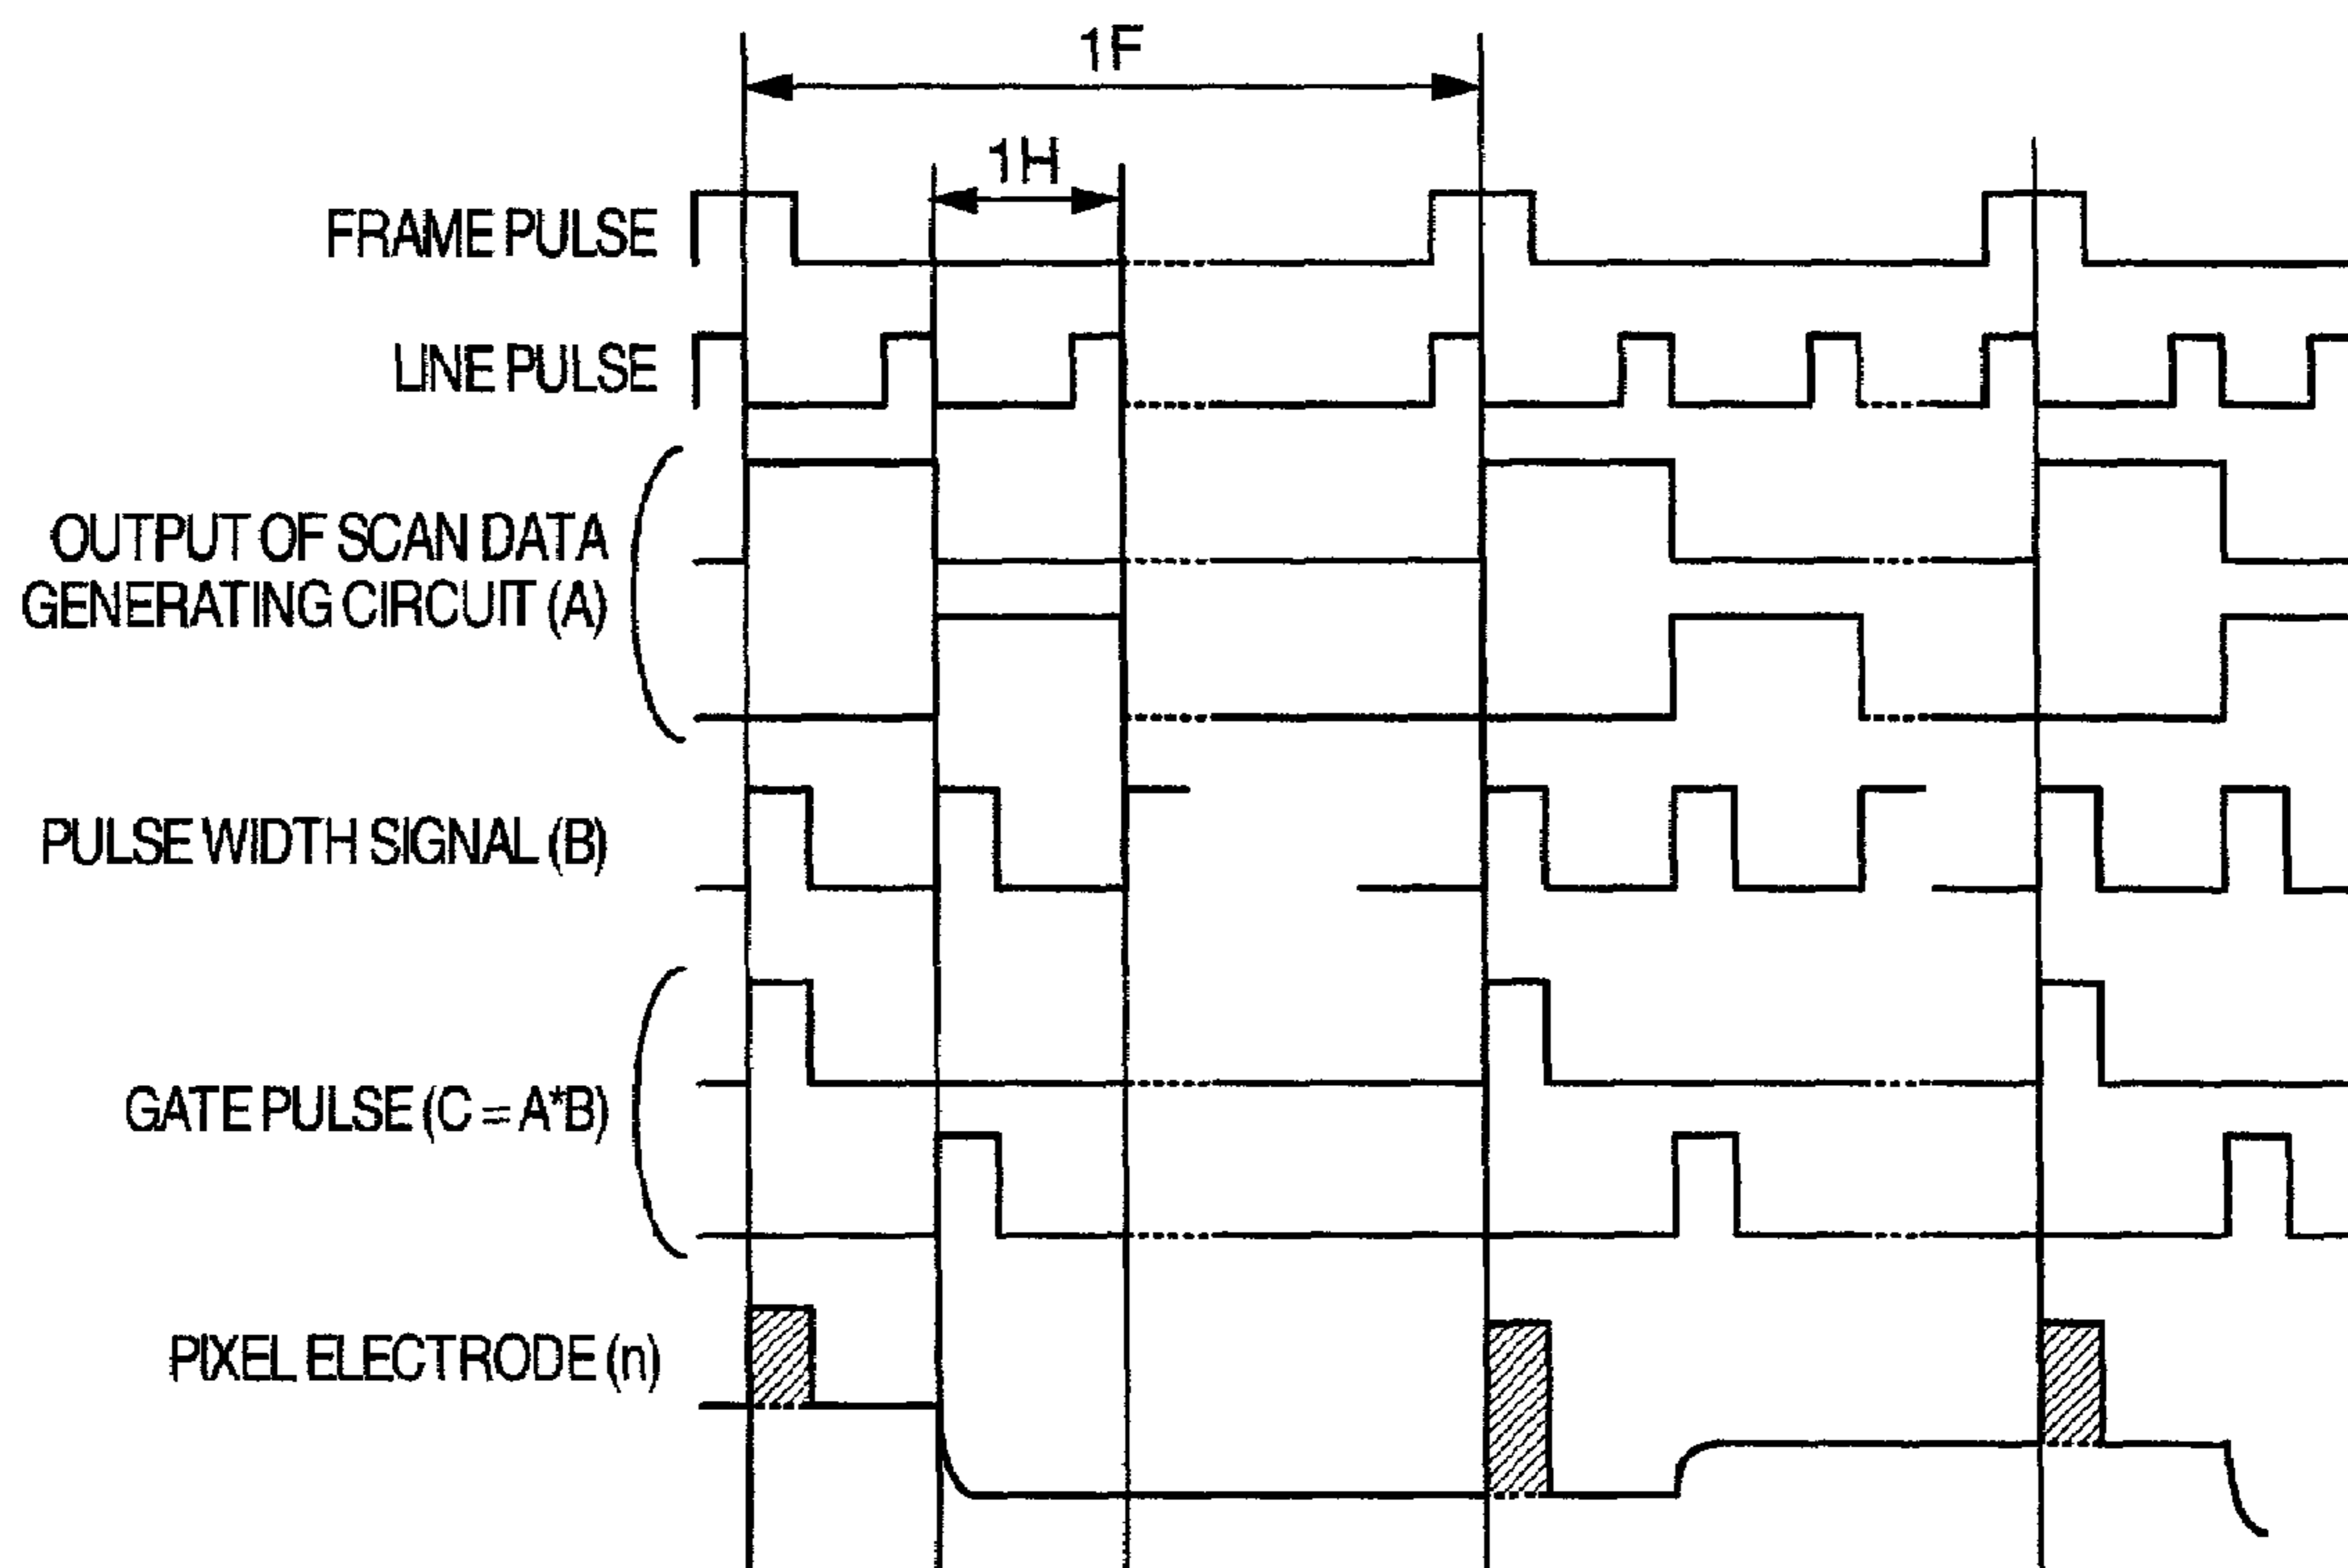 1F
1H
FRAME PULSE
LINE PULSE
OUTPUT OF SCAN DATA
GENERATING CIRCUIT (A)
PULSE WIDTH SIGNAL (B)
GATE PULSE (C = A*B)
PIXEL ELECTRODE (n)